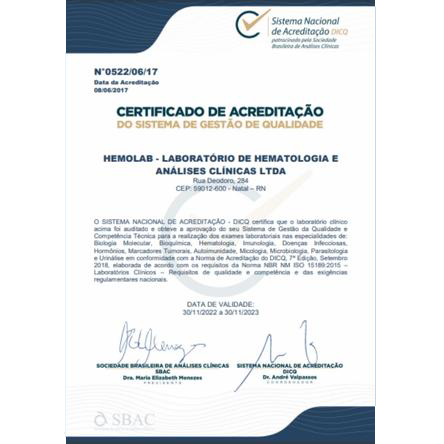 Sistema Nacional
de Acreditação DICQ
patrocinado pela Sociedade
Brasileira de Análises Clínicas
N°0522/06/17
Data da Acreditação
08/06/2017
CERTIFICADO DE ACREDITAÇÃO
DO SISTEMA DE GESTÃO DE QUALIDADE
HEMOLAB - LABORATÓRIO DE HEMATOLOGIA E
ANÁLISES CLÍNICAS LTDA
Rua Deodoro, 284
CEP: 59012-600 - Natal – RN
O SISTEMA NACIONAL DE ACREDITAÇÃO - DICQ certifica que o laboratório clínico
acima foi auditado e obteve a aprovação do seu Sistema de Gestão da Qualidade e
Competência Técnica para a realização dos exames laboratoriais nas especialidades de:
Biologia Molecular, Bioquímica, Hematologia, Imunologia, Doenças Infecciosas,
Hormônios, Marcadores Tumorais, Autoimunidade, Micologia, Microbiologia, Parasitologia
e Urinálise em conformidade com a Norma de Acreditação do DICQ, 7ª Edição, Setembro
2018, elaborada de acordo com os requisitos da Norma NBR NM ISO 15189:2015 –
Laboratórios Clínicos – Requisitos de qualidade e competência e das exigências
regulamentares nacionais.
DATA DE VALIDADE:
30/11/2022 a 30/11/2023
SOCIEDADE BRASILEIRA DE ANÁLISES CLÍNICAS
SBAC
Dra. Maria Elizabeth Menezes
PRESIDENTE
SISTEMA NACIONAL DE ACREDITAÇÃO
DICQ
Dr. André Valpassos
COORDENADOR
SBAC